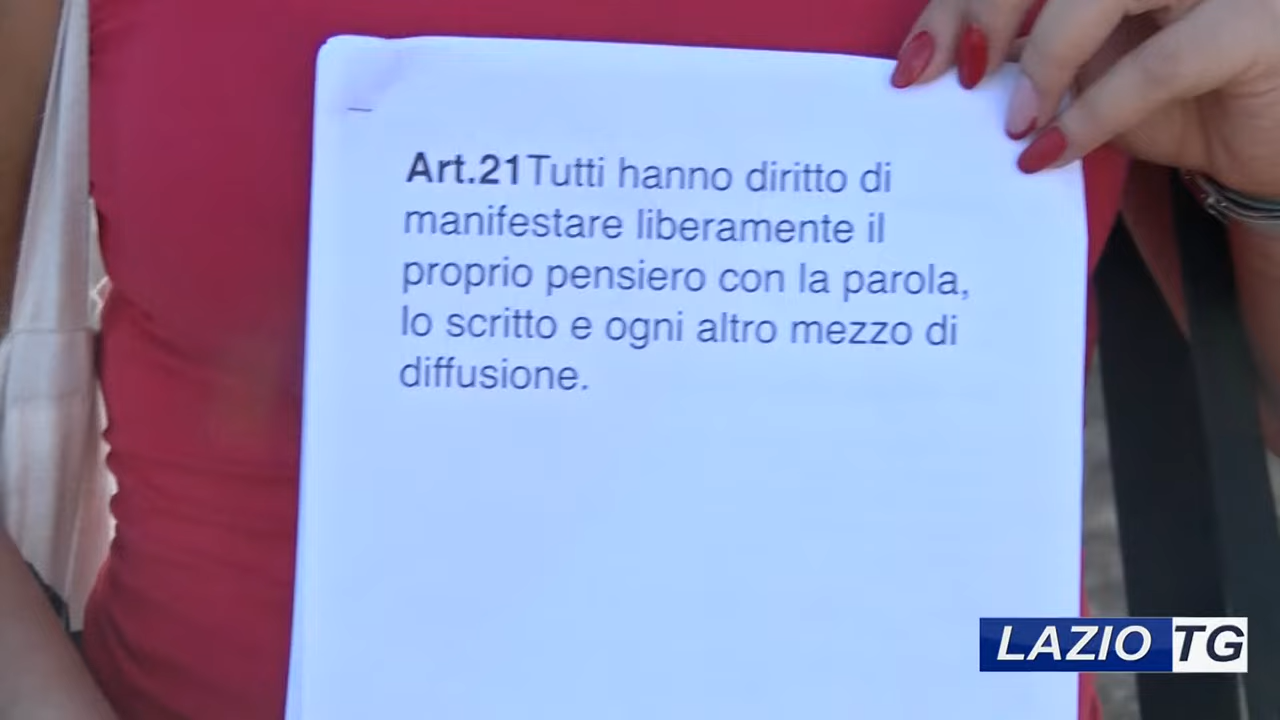 Art.21Tutti hanno diritto di
manifestare liberamente il
proprio pensiero con la parola,
lo scritto e ogni altro mezzo di
diffusione.
LAZIO TG